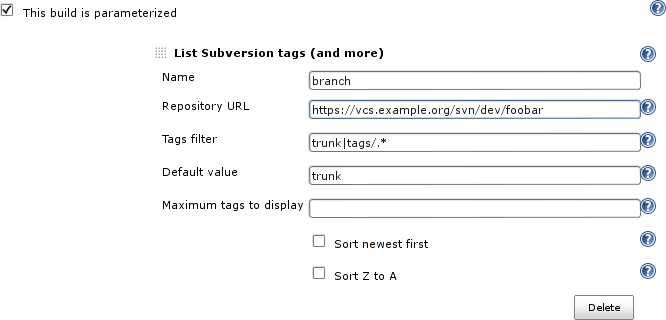 This build is parameterized
List Subversion tags (and more)
Name
branch
Repository URL
https://vcs.example.org/svn/dev/foobar
Tags filter
trunk|tags/.*
Default value
trunk
Maximum tags to display
Sort newest first
Sort Z to A
Delete